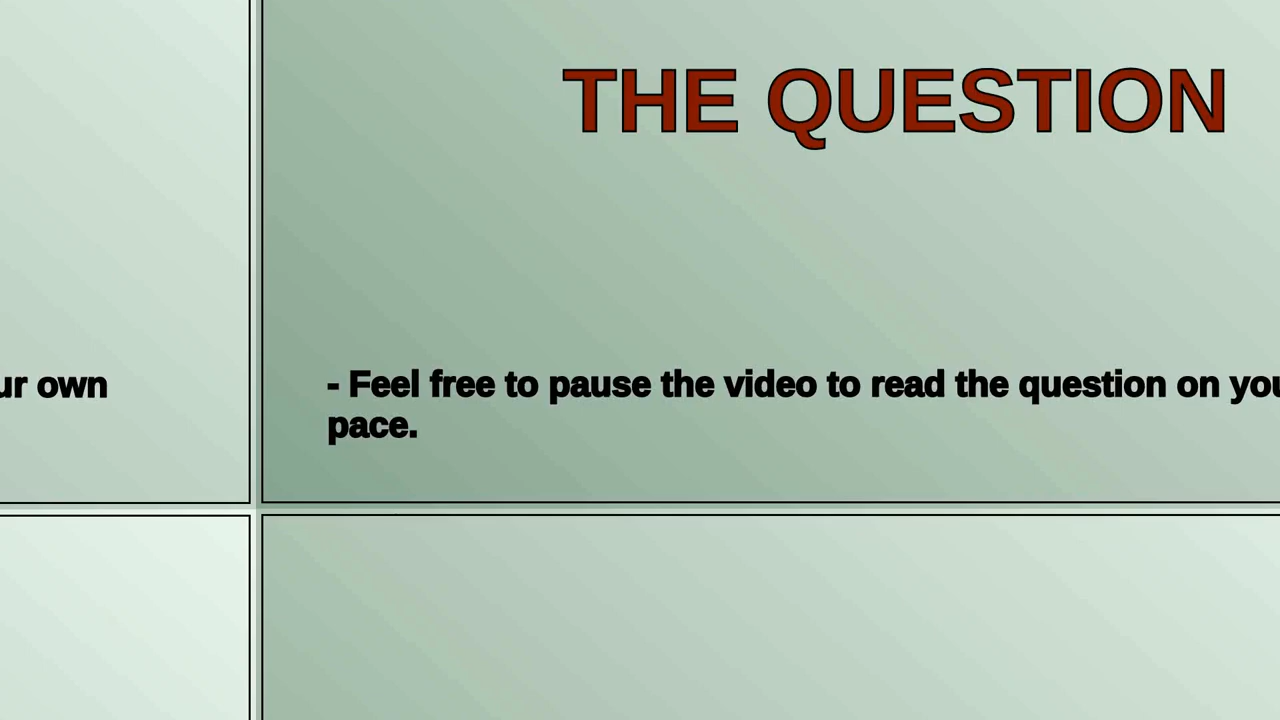 THE QUESTION
ur own
- Feel free to pause the video to read the question on you
pace.